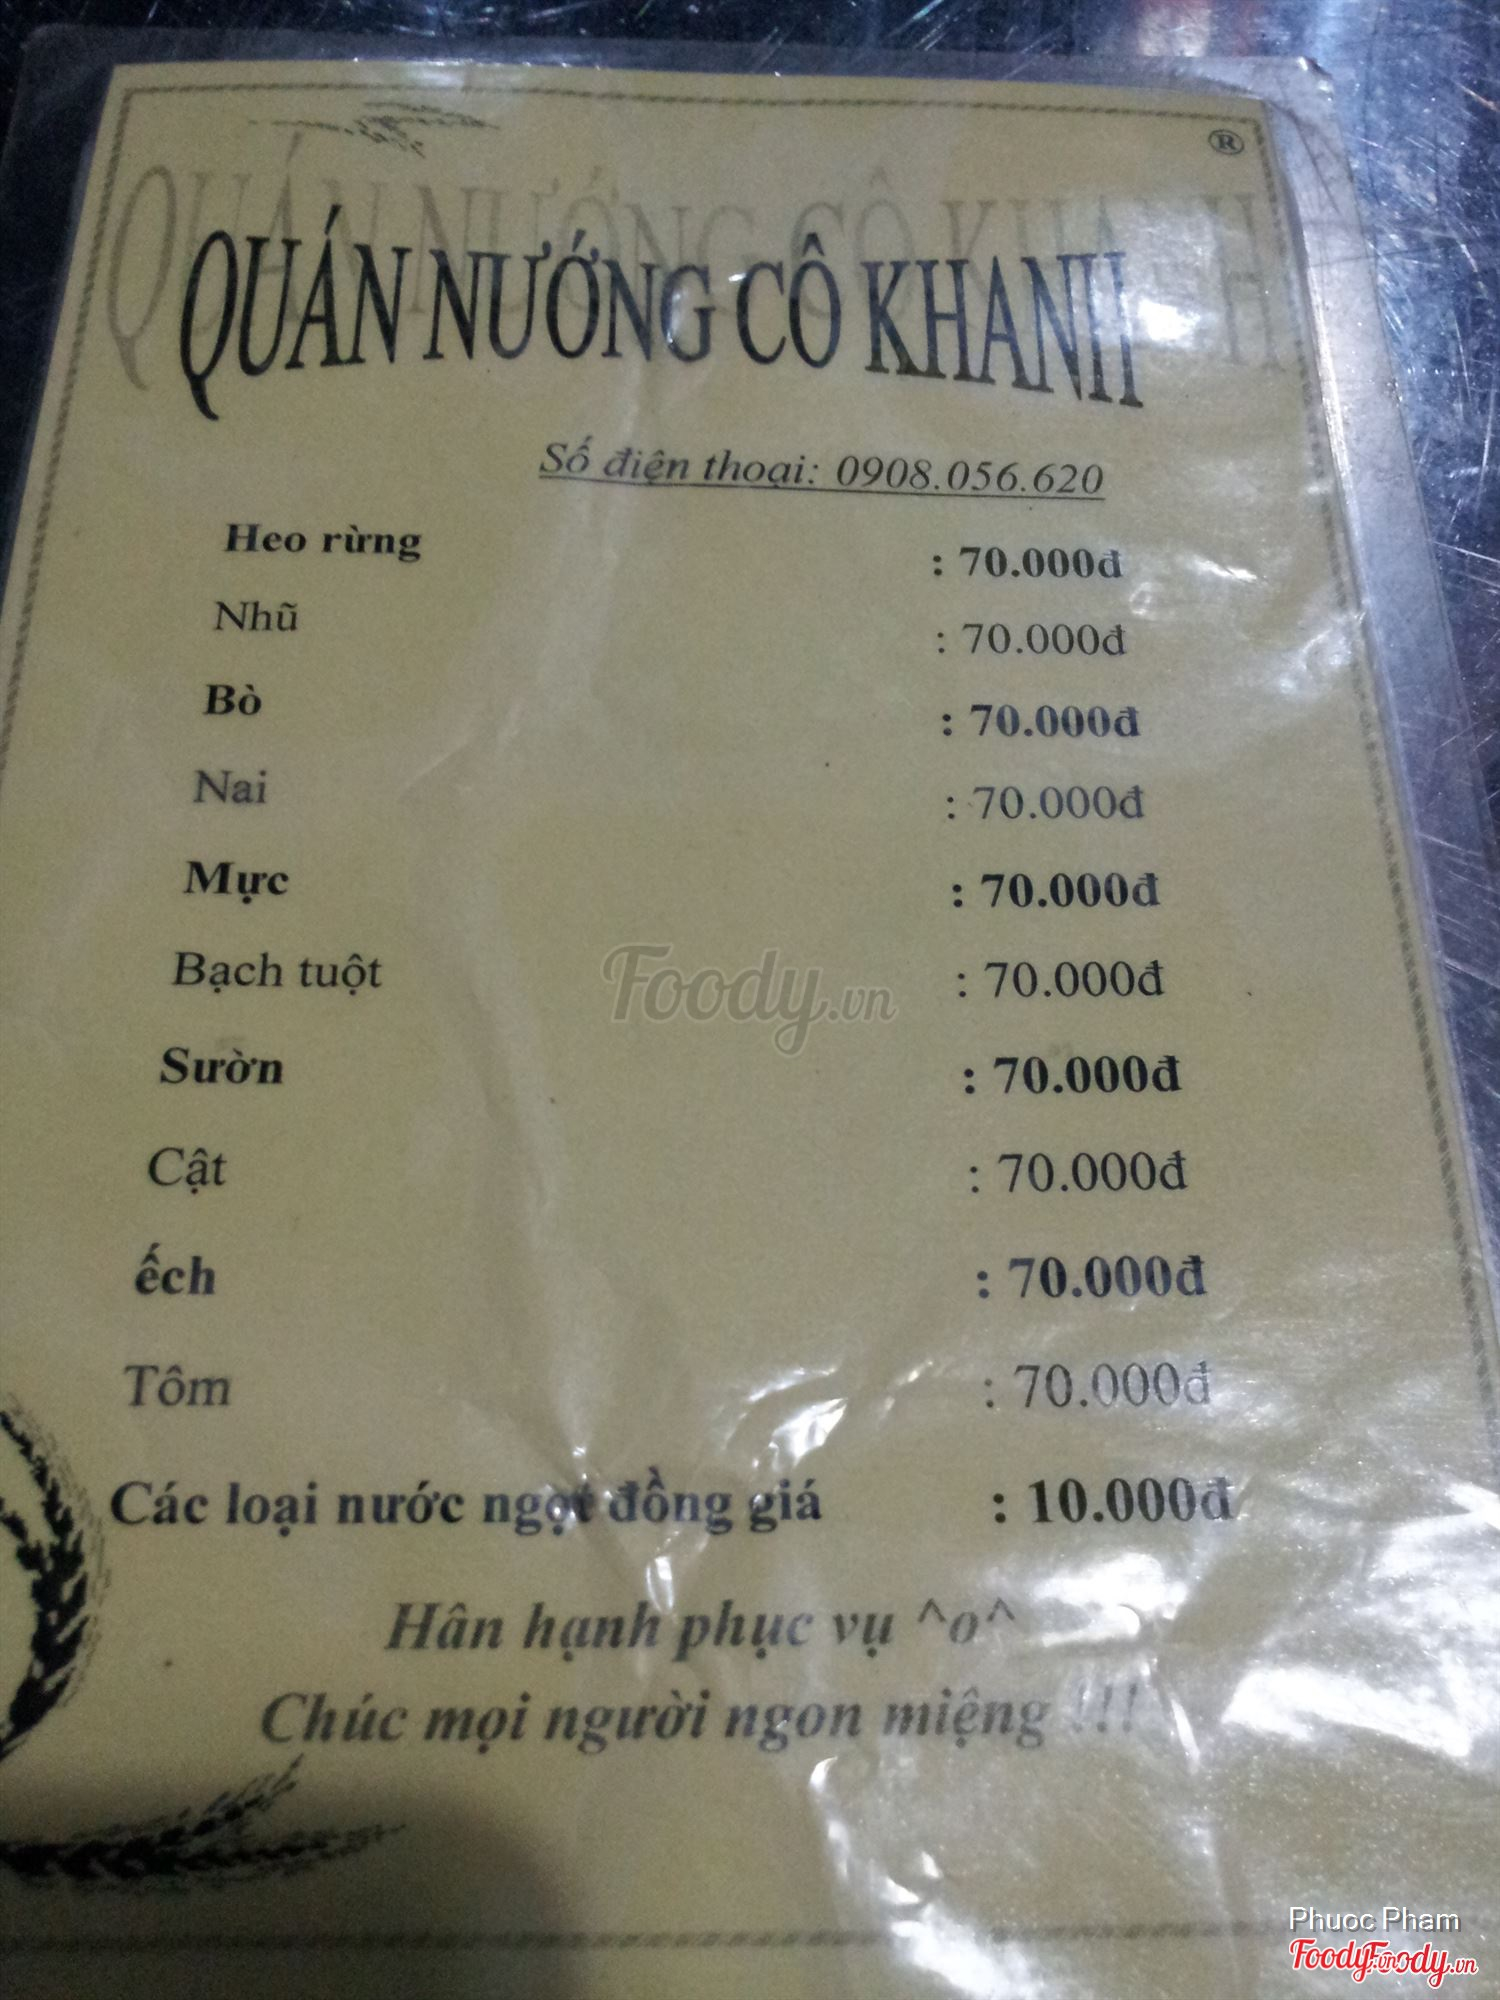 ®
QUÁN NƯỚNG CÔ KHANH
Số điện thoại: 0908.056.620
Heo rừng : 70.000đ
Nhũ : 70.000đ
Bò : 70.000đ
Nai : 70.000đ
Mực : 70.000đ
Bạch tuột : 70.000đ
Foody.vn
Sườn : 70.000đ
Cật : 70.000đ
ếch : 70.000đ
Tôm : 70.000đ
Các loại nước ngọt đồng giá : 10.000đ
Hân hạnh phục vụ ^o^
Chúc mọi người ngon miệng !!!
Phuoc Pham
Foody.vn